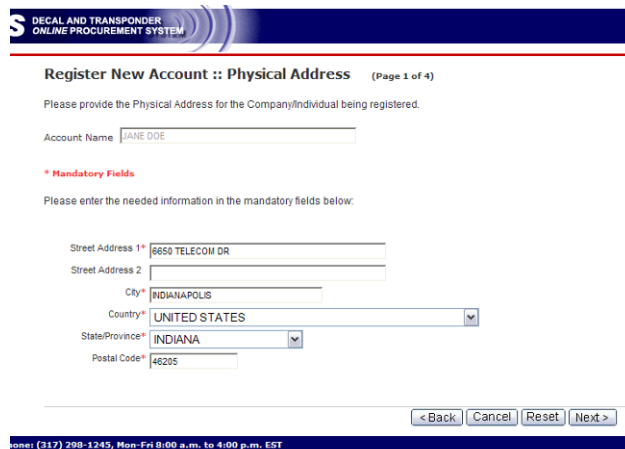 S DECAL AND TRANSPONDER
ONLINE PROCUREMENT SYSTEM
Register New Account :: Physical Address (Page 1 of 4)
Please provide the Physical Address for the Company/Individual being registered.
Account Name JANE DOE
* Mandatory Fields
Please enter the needed information in the mandatory fields below:
Street Address 1* 6650 TELECOM DR
Street Address 2
City* INDIANAPOLIS
Country* UNITED STATES
State/Province* INDIANA
Postal Code* 46205
< Back Cancel Reset Next >
one: (317) 298-1245, Mon-Fri 8:00 a.m. to 4:00 p.m. EST